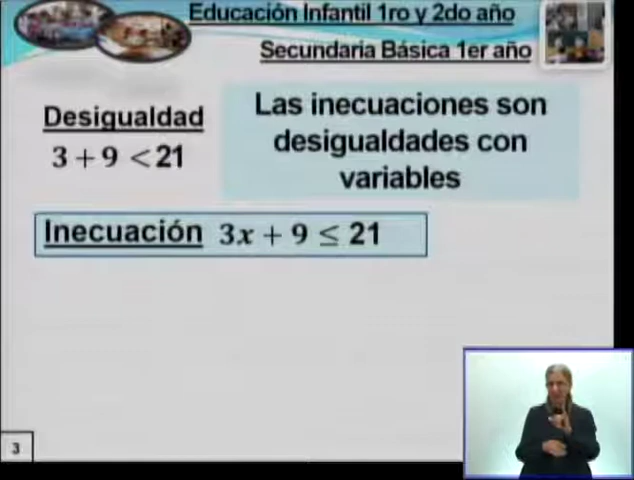 Educación Infantil 1ro y 2do año
Secundaria Básica 1er año
Desigualdad
3 + 9 < 21
Las inecuaciones son
desigualdades con
variables
Inecuación 3x + 9 ≤ 21
3